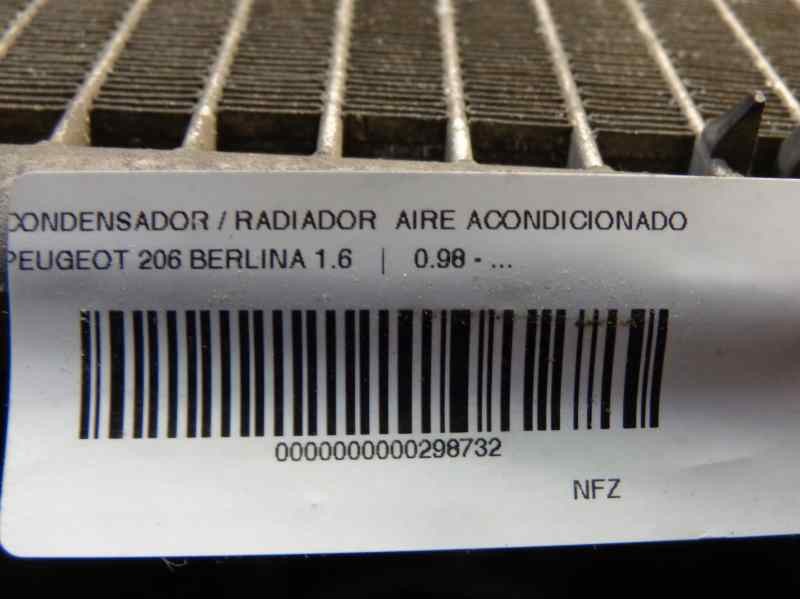 CONDENSADOR / RADIADOR AIRE ACONDICIONADO
PEUGEOT 206 BERLINA 1.6 | 0.98 - ...
0000000000298732
NFZ